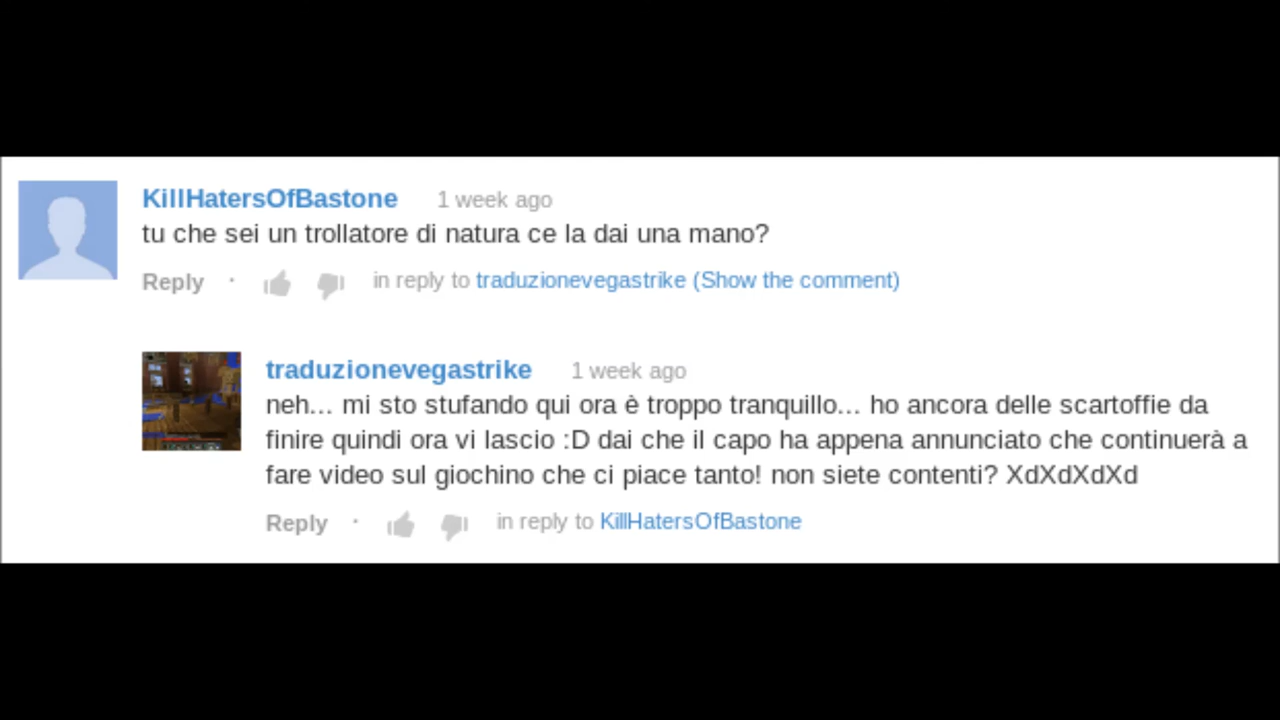 KillHatersOfBastone 1 week ago
tu che sei un trollatore di natura ce la dai una mano?
Reply · in reply to traduzionevegastrike (Show the comment)
traduzionevegastrike 1 week ago
neh... mi sto stufando qui ora è troppo tranquillo... ho ancora delle scartoffie da
finire quindi ora vi lascio :D dai che il capo ha appena annunciato che continuerà a
fare video sul giochino che ci piace tanto! non siete contenti? XdXdXdXd
Reply · in reply to KillHatersOfBastone